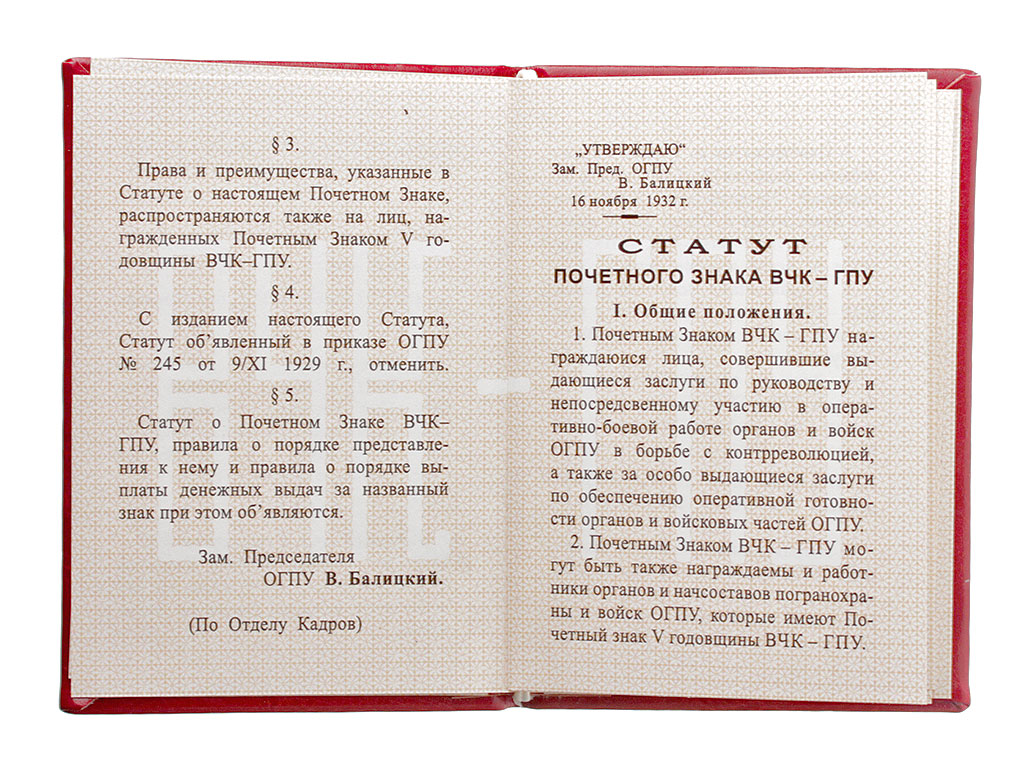 § 3.
Права и преимущества, указанные в
Статуте о настоящем Почетном Знаке,
распространяются также на лиц, на-
гражденных Почетным Знаком V го-
довщины ВЧК–ГПУ.
§ 4.
С изданием настоящего Статута,
Статут об’явленный в приказе ОГПУ
№ 245 от 9/XI 1929 г., отменить.
§ 5.
Статут о Почетном Знаке ВЧК–
ГПУ, правила о порядке представле-
ния к нему и правила о порядке вы-
платы денежных выдач за названный
знак при этом об’являются.
Зам. Председателя
ОГПУ В. Балицкий.
(По Отделу Кадров)
„УТВЕРЖДАЮ“
Зам. Пред. ОГПУ
В. Балицкий
16 ноября 1932 г.
СТАТУТ
ПОЧЕТНОГО ЗНАКА ВЧК – ГПУ
I. Общие положения.
1. Почетным Знаком ВЧК – ГПУ на-
граждаюися лица, совершившие вы-
дающиеся заслуги по руководству и
непосредсвенному участию в опера-
тивно-боевой работе органов и войск
ОГПУ в борьбе с контрреволюцией,
а также за особо выдающиеся заслуги
по обеспечению оперативной готовно-
сти органов и войсковых частей ОГПУ.
2. Почетным Знаком ВЧК – ГПУ мо-
гут быть также награждаемы и работ-
ники органов и начсоставов погранохра-
ны и войск ОГПУ, которые имеют По-
четный знак V годовщины ВЧК – ГПУ.